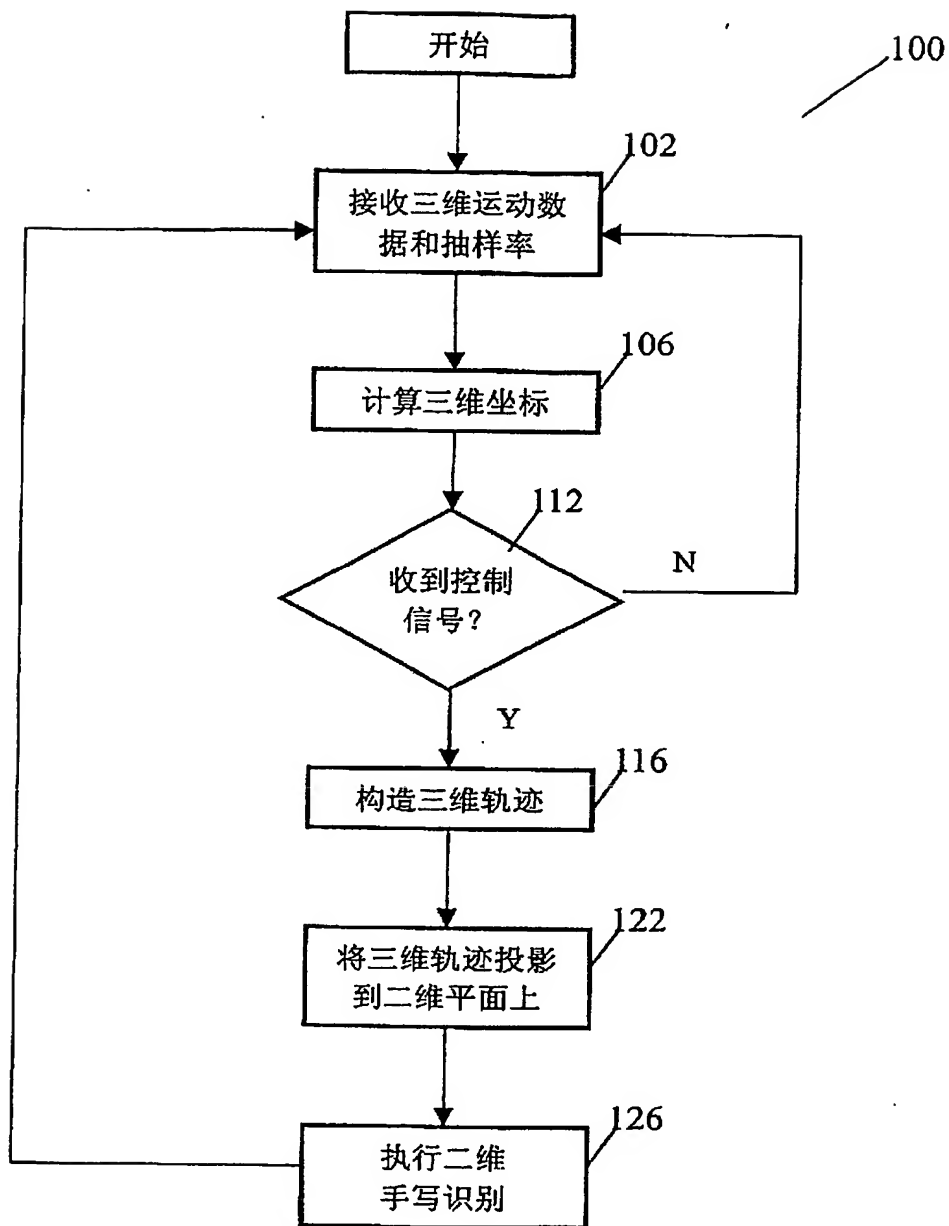 开始
100
102
接收三维运动数
据和抽样率
106
计算三维坐标
112
收到控制
信号？
N
Y
116
构造三维轨迹
122
将三维轨迹投影
到二维平面上
126
执行二维
手写识别